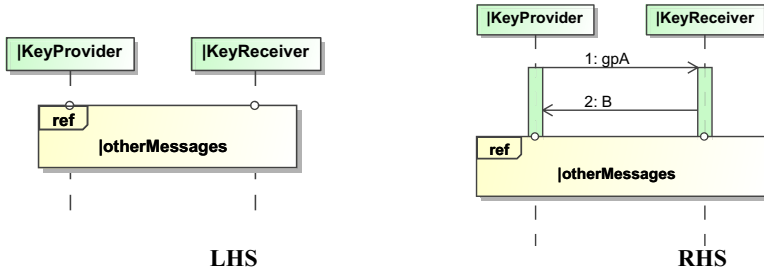 |KeyProvider
|KeyReceiver
ref
|otherMessages
LHS
|KeyProvider
|KeyReceiver
1: gpA
2: B
ref
|otherMessages
RHS